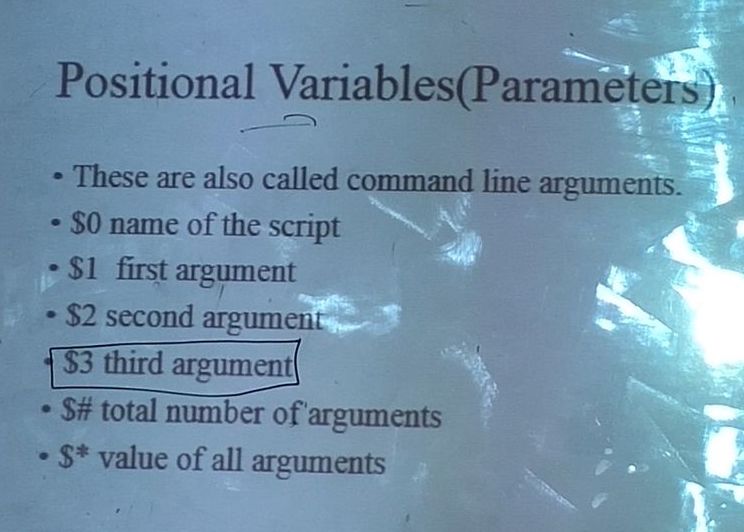 Positional Variables(Parameters)
• These are also called command line arguments.
• $0 name of the script
• $1 first argument
• $2 second argument
• $3 third argument
• $# total number of arguments
• $* value of all arguments